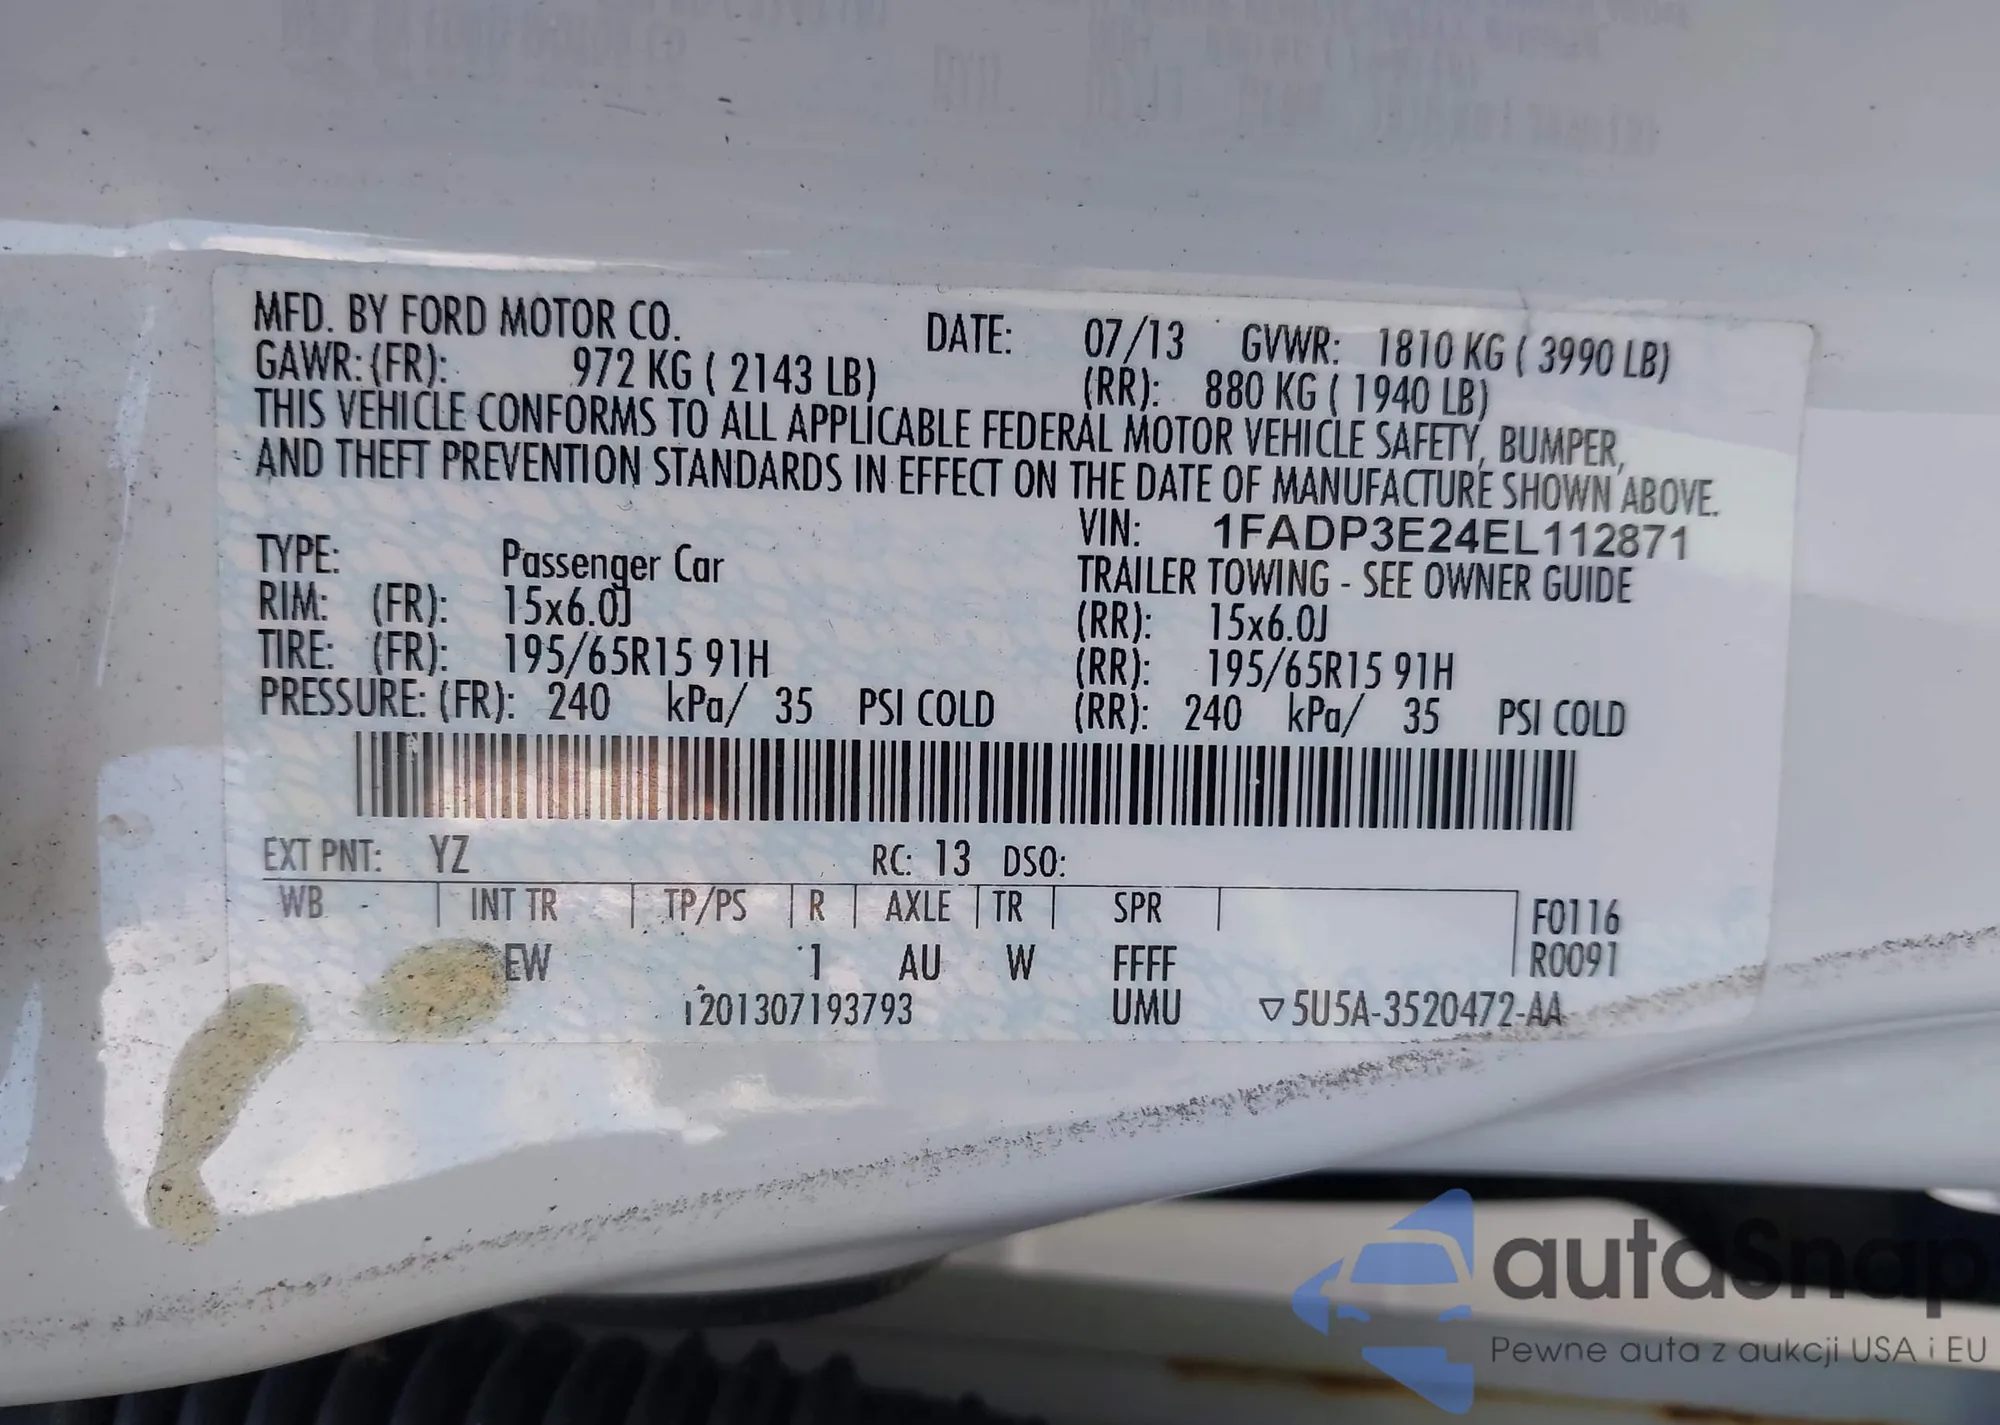 MFD. BY FORD MOTOR CO. DATE: 07/13 GVWR: 1810 KG ( 3990 LB)
GAWR: (FR): 972 KG ( 2143 LB) (RR): 880 KG ( 1940 LB)
THIS VEHICLE CONFORMS TO ALL APPLICABLE FEDERAL MOTOR VEHICLE SAFETY, BUMPER,
AND THEFT PREVENTION STANDARDS IN EFFECT ON THE DATE OF MANUFACTURE SHOWN ABOVE.
VIN: 1FADP3E24EL112871
TYPE: Passenger Car TRAILER TOWING - SEE OWNER GUIDE
RIM: (FR): 15x6.0J (RR): 15x6.0J
TIRE: (FR): 195/65R15 91H (RR): 195/65R15 91H
PRESSURE: (FR): 240 kPa/ 35 PSI COLD (RR): 240 kPa/ 35 PSI COLD
EXT PNT: YZ RC: 13 DSO:
WB INT TR TP/PS R AXLE TR SPR F0116
EW 1 AU W FFFF R0091
i201307193793 UMU ▽5U5A-3520472-AA
autaSnap
Pewne auta z aukcji USA i EU